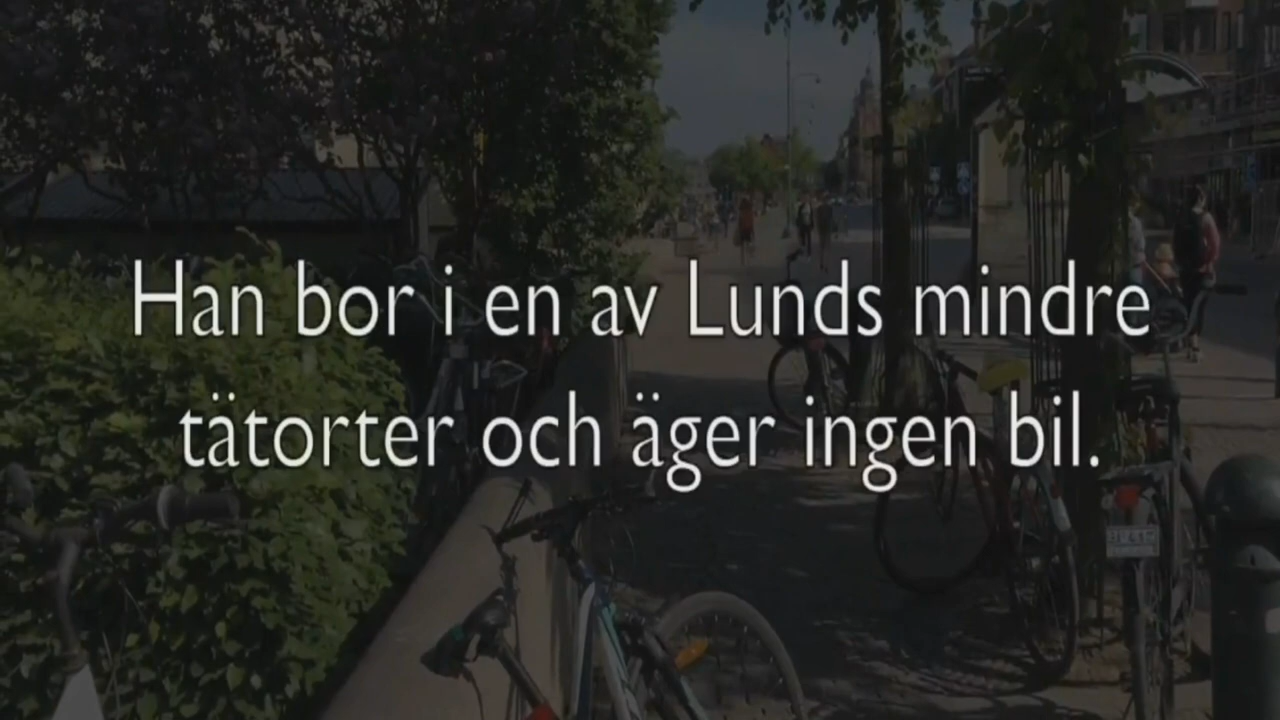 Han bor i en av Lunds mindre
tätorter och äger ingen bil.